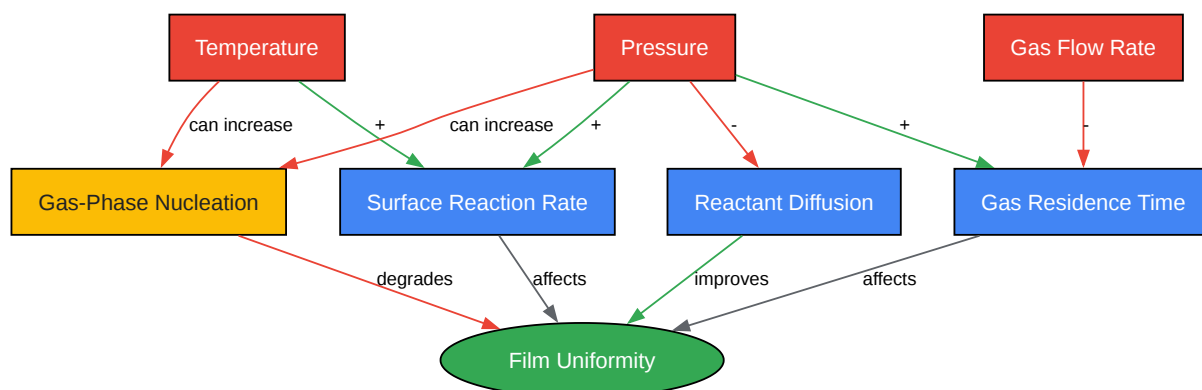 Temperature
Pressure
Gas Flow Rate
can increase
+
can increase
+
-
+
-
Gas-Phase Nucleation
Surface Reaction Rate
Reactant Diffusion
Gas Residence Time
degrades
affects
improves
affects
Film Uniformity